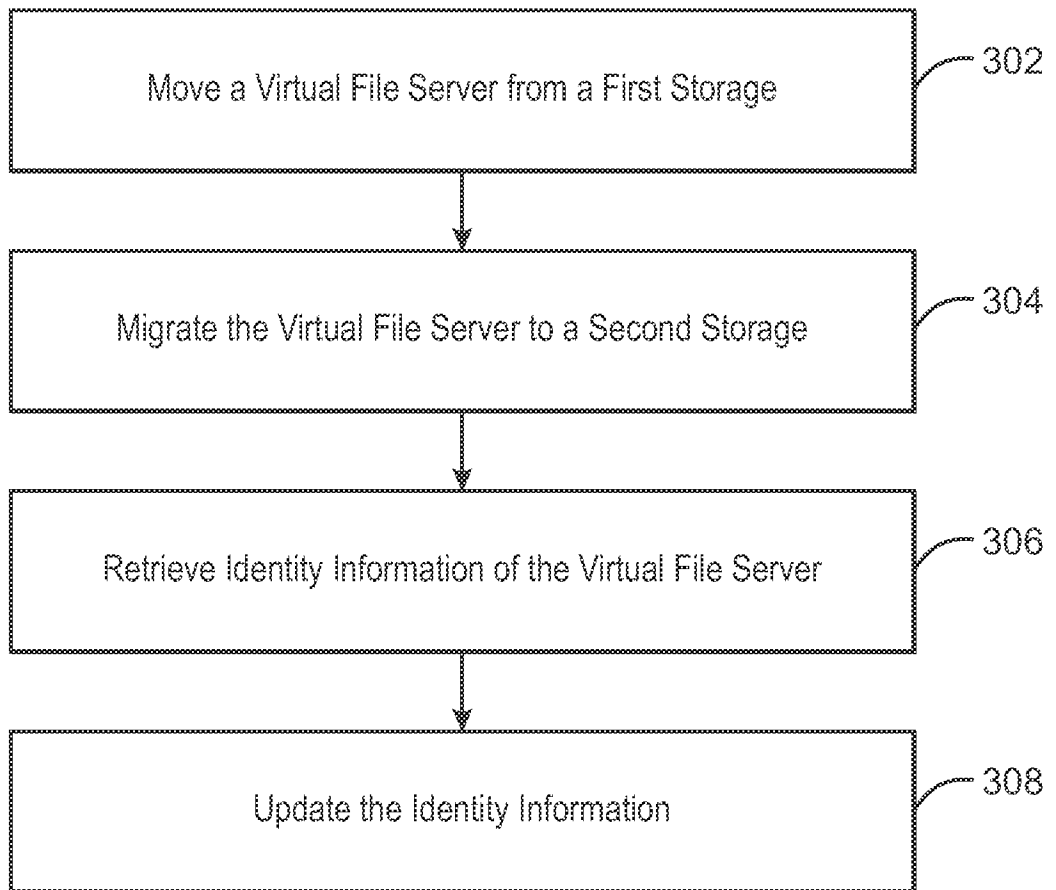 Move a Virtual File Server from a First Storage
302
Migrate the Virtual File Server to a Second Storage
304
Retrieve Identity Information of the Virtual File Server
306
Update the Identity Information
308